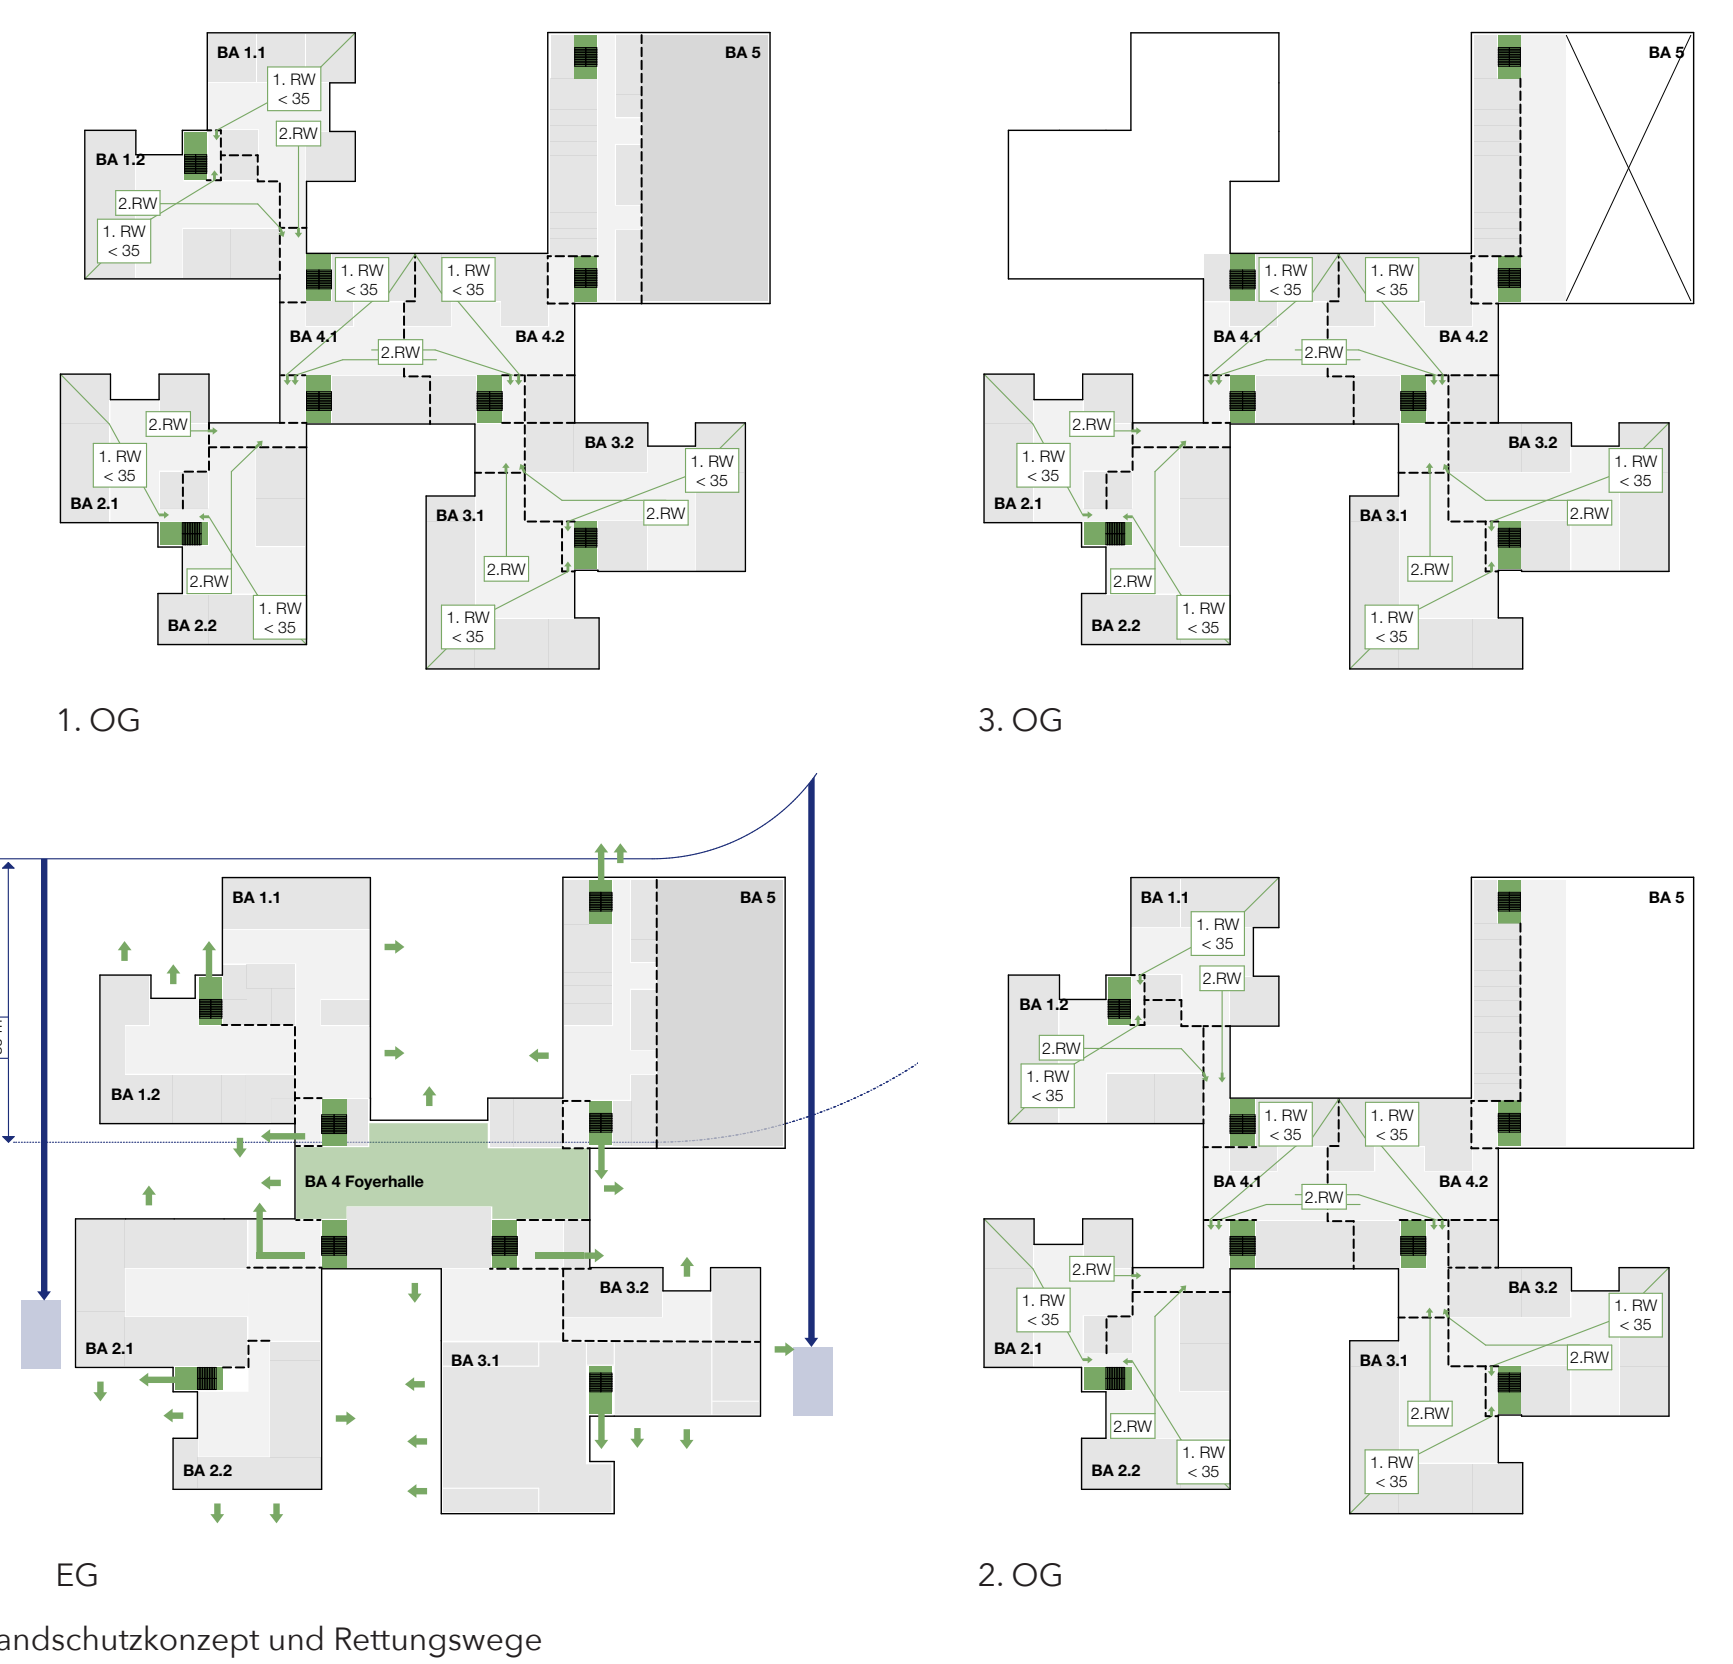 BA 1.1
BA 5
1. RW
< 35
2.RW
BA 1.2
2.RW
1. RW
< 35
1. RW
< 35
1. RW
< 35
BA 4.1
BA 4.2
2.RW
2.RW
BA 3.2
1. RW
< 35
1. RW
< 35
BA 2.1
BA 3.1
2.RW
2.RW
2.RW
1. RW
< 35
1. RW
< 35
BA 2.2
1. OG
BA 5
1. RW
< 35
1. RW
< 35
BA 4.1
BA 4.2
2.RW
2.RW
BA 3.2
1. RW
< 35
1. RW
< 35
BA 2.1
BA 3.1
2.RW
2.RW
2.RW
1. RW
< 35
1. RW
< 35
BA 2.2
3. OG
BA 1.1
BA 5
BA 1.2
BA 4 Foyerhalle
BA 3.2
BA 2.1
BA 3.1
BA 2.2
EG
BA 1.1
BA 5
1. RW
< 35
2.RW
BA 1.2
2.RW
1. RW
< 35
1. RW
< 35
1. RW
< 35
BA 4.1
BA 4.2
2.RW
2.RW
BA 3.2
1. RW
< 35
1. RW
< 35
BA 2.1
BA 3.1
2.RW
2.RW
2.RW
1. RW
< 35
1. RW
< 35
BA 2.2
2. OG
andschutzkonzept und Rettungswege